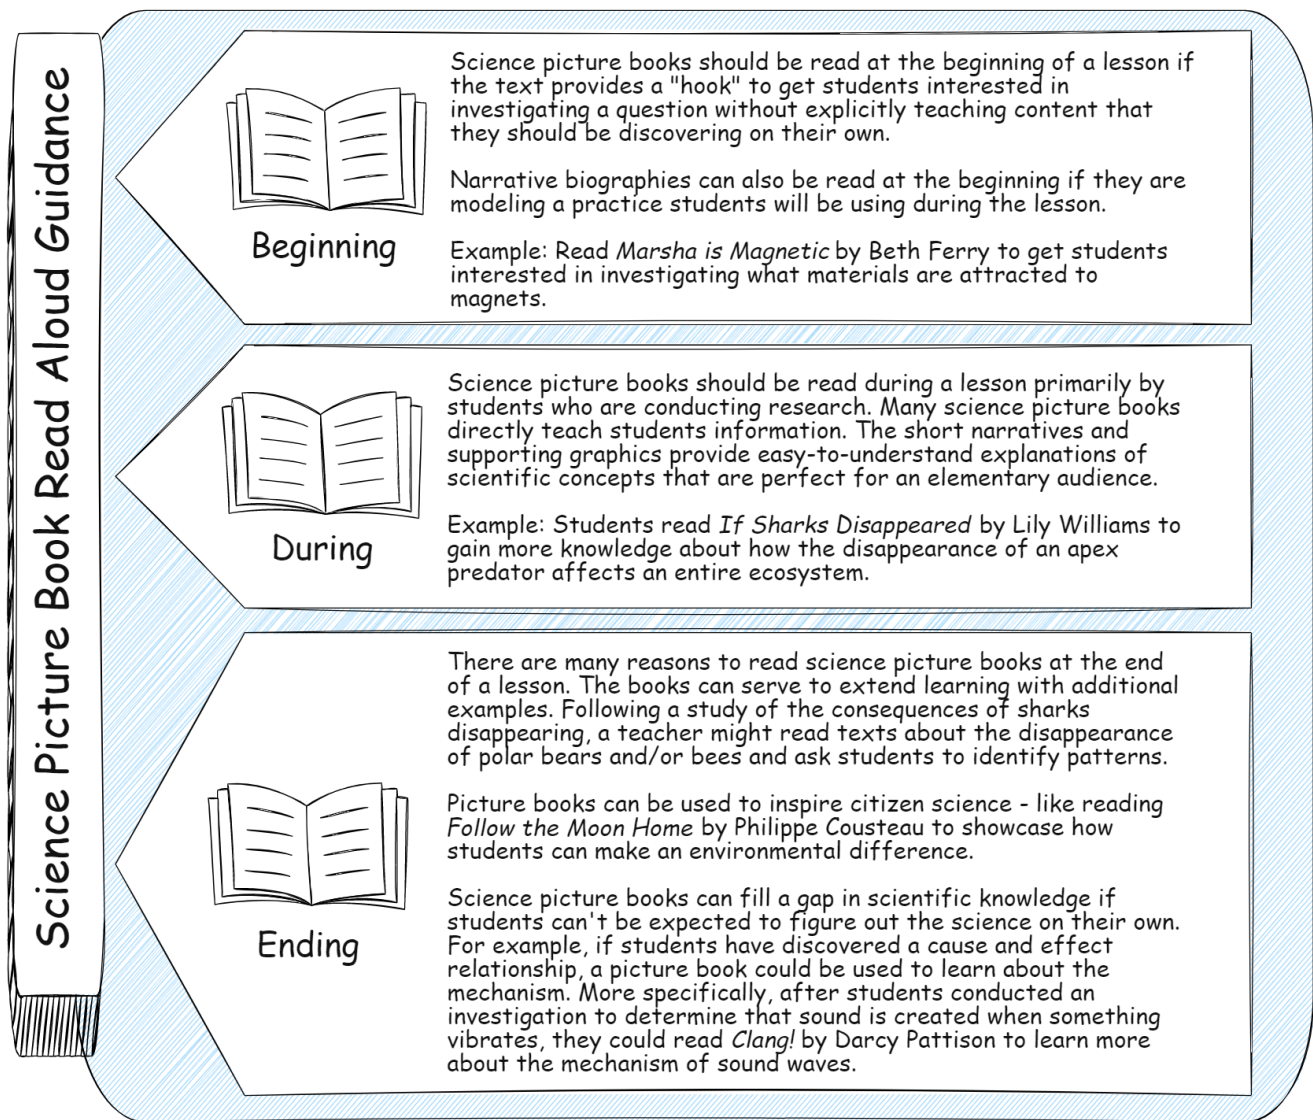 Science Picture Book Read Aloud Guidance
Beginning
Science picture books should be read at the beginning of a lesson if
the text provides a "hook" to get students interested in
investigating a question without explicitly teaching content that
they should be discovering on their own.
Narrative biographies can also be read at the beginning if they are
modeling a practice students will be using during the lesson.
Example: Read Marsha is Magnetic by Beth Ferry to get students
interested in investigating what materials are attracted to
magnets.
During
Science picture books should be read during a lesson primarily by
students who are conducting research. Many science picture books
directly teach students information. The short narratives and
supporting graphics provide easy-to-understand explanations of
scientific concepts that are perfect for an elementary audience.
Example: Students read If Sharks Disappeared by Lily Williams to
gain more knowledge about how the disappearance of an apex
predator affects an entire ecosystem.
Ending
There are many reasons to read science picture books at the end
of a lesson. The books can serve to extend learning with additional
examples. Following a study of the consequences of sharks
disappearing, a teacher might read texts about the disappearance
of polar bears and/or bees and ask students to identify patterns.
Picture books can be used to inspire citizen science - like reading
Follow the Moon Home by Philippe Cousteau to showcase how
students can make an environmental difference.
Science picture books can fill a gap in scientific knowledge if
students can't be expected to figure out the science on their own.
For example, if students have discovered a cause and effect
relationship, a picture book could be used to learn about the
mechanism. More specifically, after students conducted an
investigation to determine that sound is created when something
vibrates, they could read Clang! by Darcy Pattison to learn more
about the mechanism of sound waves.